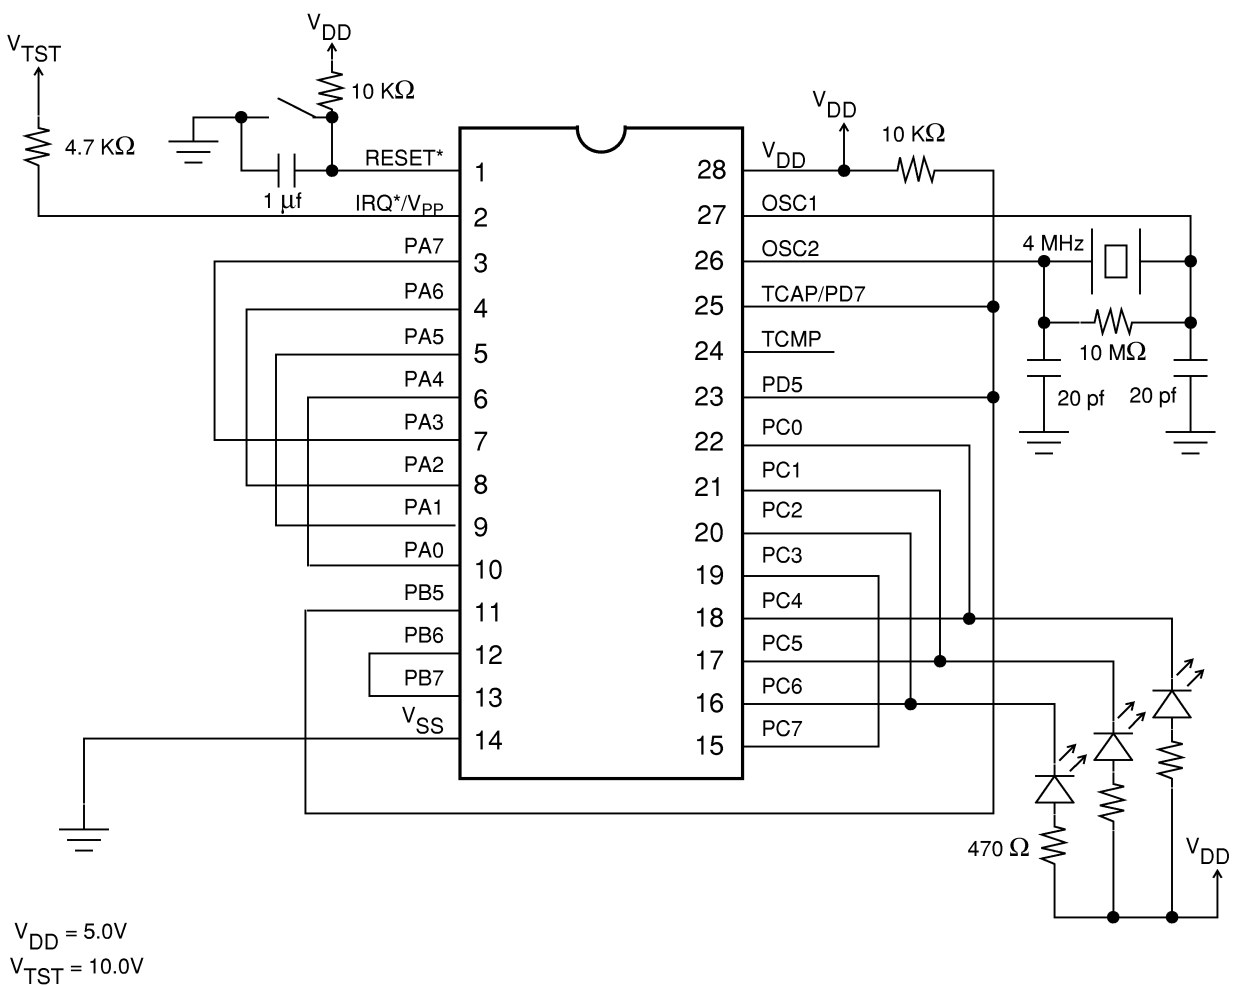 VDD
VTST
10 KΩ
4.7 KΩ
1 µf
VDD
10 KΩ
RESET* 1
IRQ*/VPP 2
PA7 3
PA6 4
PA5 5
PA4 6
PA3 7
PA2 8
PA1 9
PA0 10
PB5 11
PB6 12
PB7 13
VSS 14
28 VDD
27 OSC1
26 OSC2
25 TCAP/PD7
24 TCMP
23 PD5
22 PC0
21 PC1
20 PC2
19 PC3
18 PC4
17 PC5
16 PC6
15 PC7
4 MHz
10 MΩ
20 pf
20 pf
470 Ω
VDD
VDD = 5.0V
VTST = 10.0V